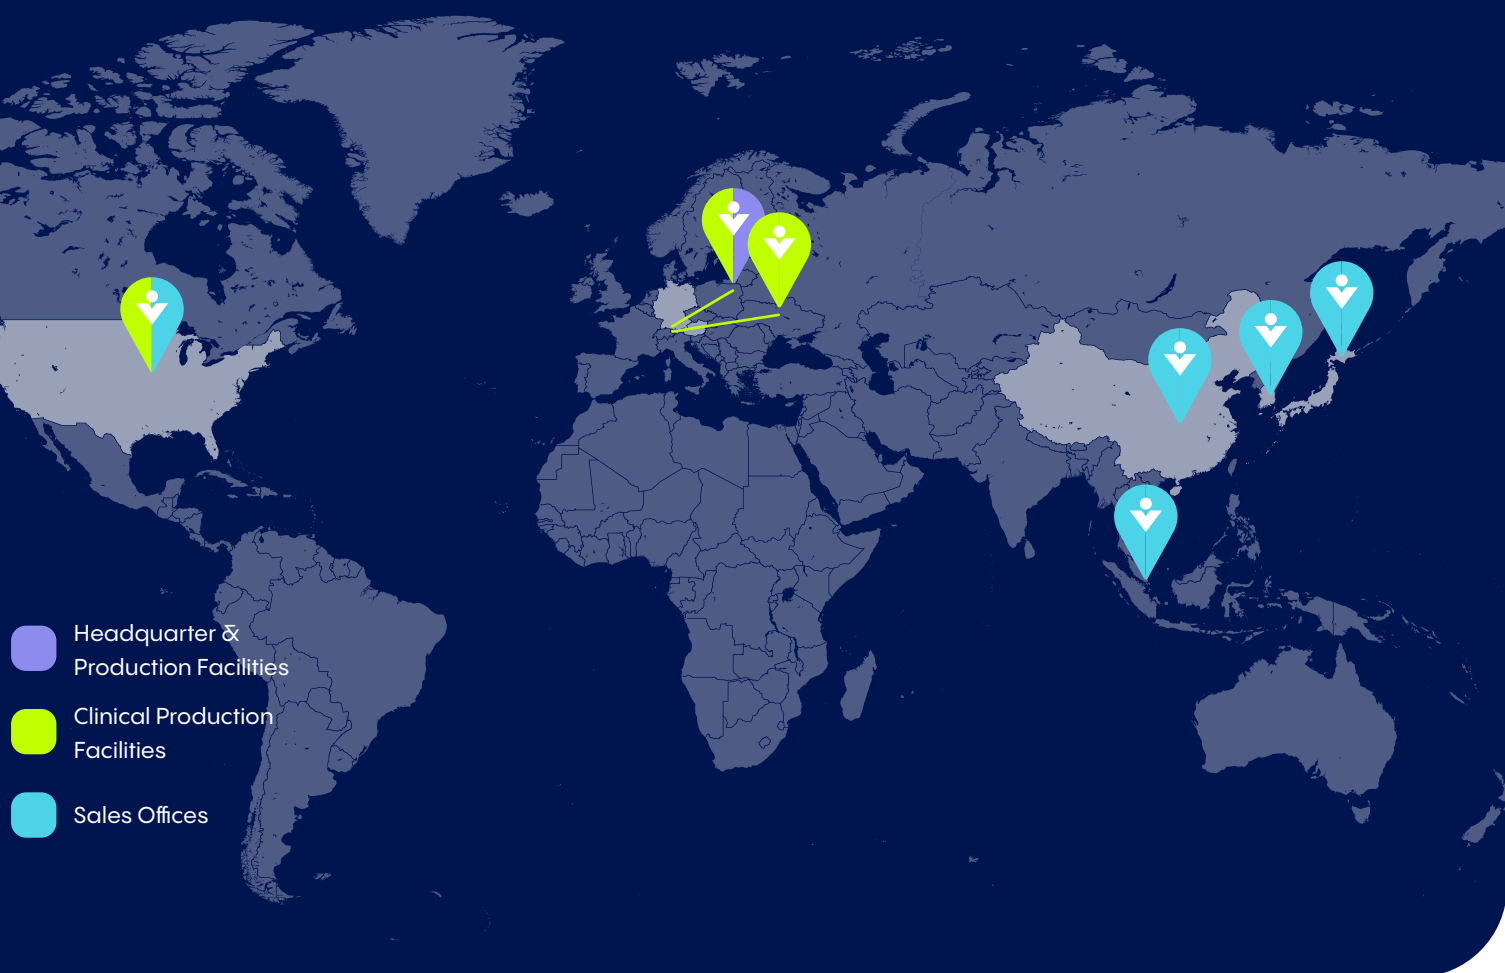 Headquarter &
Production Facilities
Clinical Production
Facilities
Sales Offices